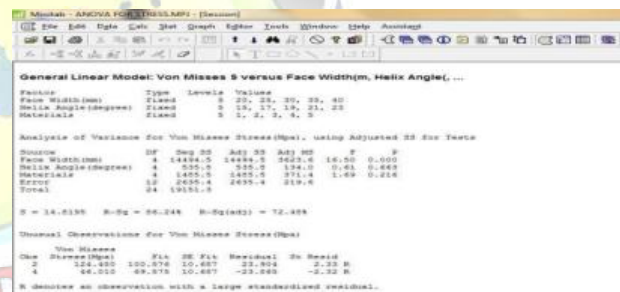 Minitab - ANOVA FOR STRESS.MPJ - [Session]
File Edit Data Calc Stat Graph Editor Tools Window Help Assistant
General Linear Model: Von Misses S versus Face Width(m, Helix Angle(, ...
Factor Type Levels Values
Face Width(mm) fixed 5 20, 25, 30, 35, 40
Helix Angle(degree) fixed 5 15, 17, 19, 21, 23
Materials fixed 5 1, 2, 3, 4, 5
Analysis of Variance for Von Misses Stress(Mpa), using Adjusted SS for Tests
Source DF Seq SS Adj SS Adj MS F P
Face Width(mm) 4 14494.5 14494.5 3623.6 16.50 0.000
Helix Angle(degree) 4 535.8 535.8 134.0 0.61 0.663
Materials 4 1485.5 1485.5 371.4 1.69 0.216
Error 12 2635.4 2635.4 219.6
Total 24 19151.3
S = 14.8195 R-Sq = 86.24% R-Sq(adj) = 72.48%
Unusual Observations for Von Misses Stress(Mpa)
Von Misses
Obs Stress(Mpa) Fit SE Fit Residual St Resid
2 124.480 100.576 10.687 23.904 2.33 R
4 46.010 69.875 10.687 -23.865 -2.32 R
R denotes an observation with a large standardized residual.